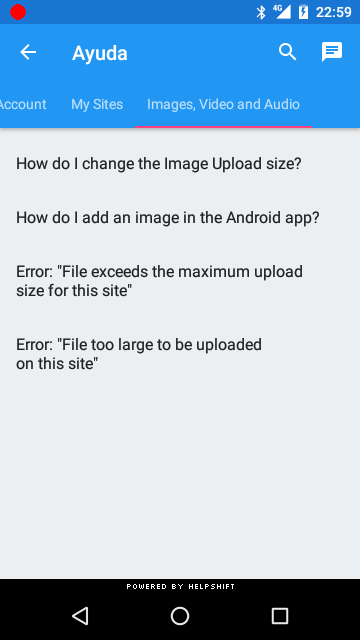 4G 22:59
Ayuda
Account My Sites Images, Video and Audio
How do I change the Image Upload size?
How do I add an image in the Android app?
Error: "File exceeds the maximum upload
size for this site"
Error: "File too large to be uploaded
on this site"
POWERED BY HELPSHIFT